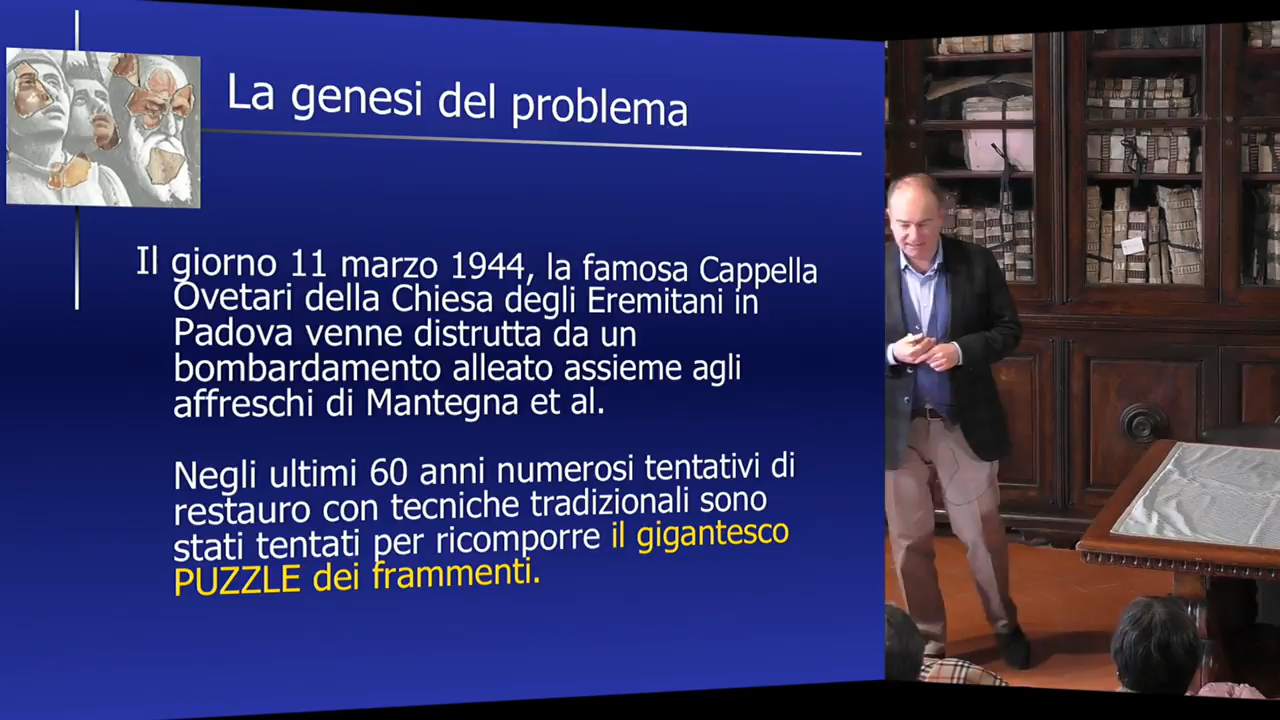 La genesi del problema
Il giorno 11 marzo 1944, la famosa Cappella
Ovetari della Chiesa degli Eremitani in
Padova venne distrutta da un
bombardamento alleato assieme agli
affreschi di Mantegna et al.
Negli ultimi 60 anni numerosi tentativi di
restauro con tecniche tradizionali sono
stati tentati per ricomporre il gigantesco
PUZZLE dei frammenti.